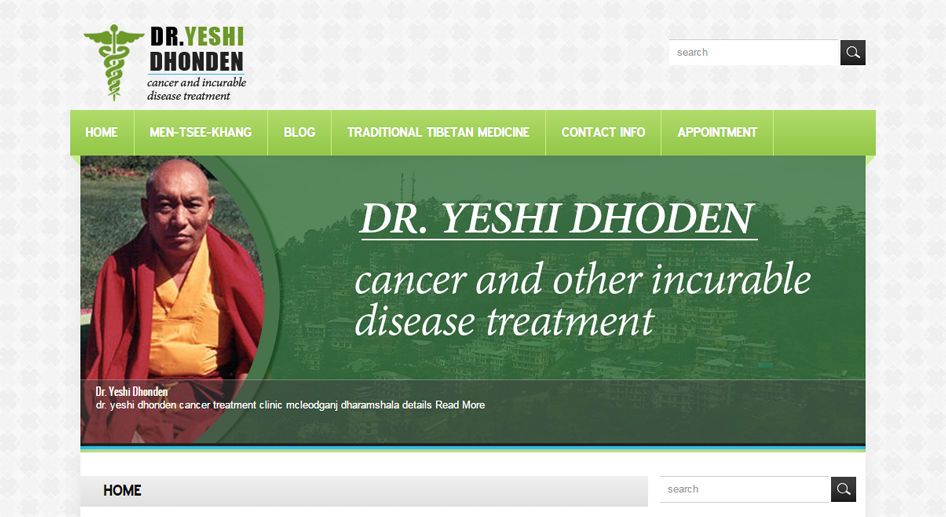 DR.YESHI
DHONDEN
cancer and incurable
disease treatment
search
HOME
MEN-TSEE-KHANG
BLOG
TRADITIONAL TIBETAN MEDICINE
CONTACT INFO
APPOINTMENT
DR. YESHI DHODEN
cancer and other incurable
disease treatment
Dr. Yeshi Dhonden
dr. yeshi dhonden cancer treatment clinic mcleodganj dharamshala details Read More
HOME
search